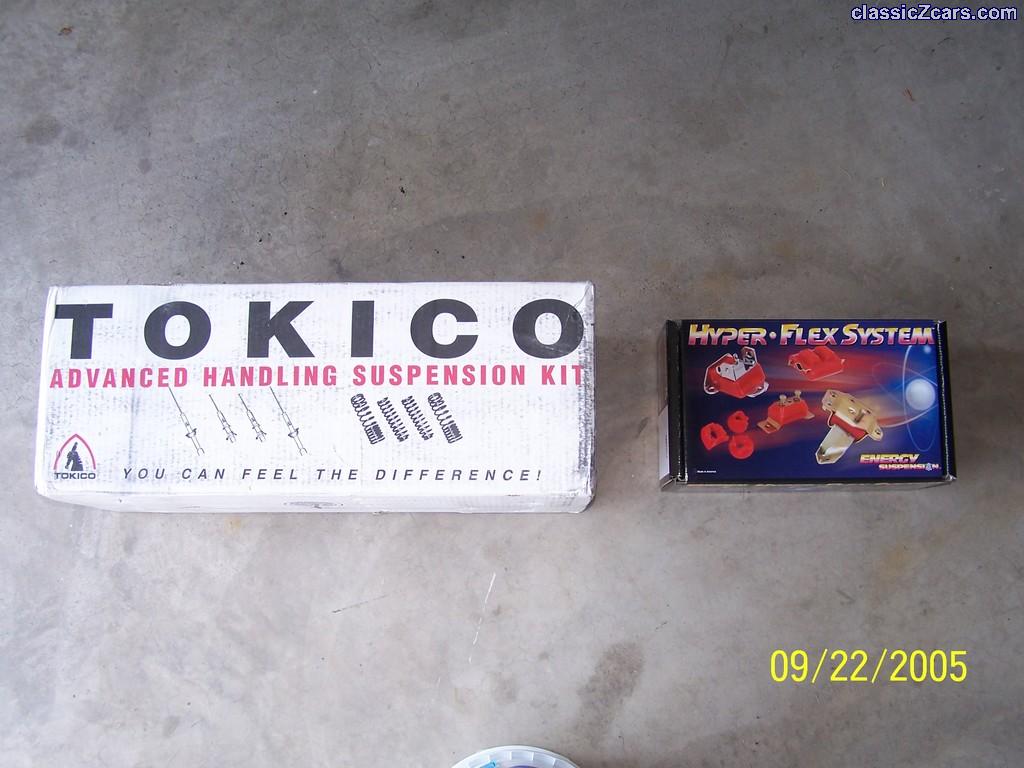 classicZcars.com
TOKICO
ADVANCED HANDLING SUSPENSION KIT
TOKICO
YOU CAN FEEL THE DIFFERENCE!
HYPER•FLEX SYSTEM
ENERGY
SUSPENSION
09/22/2005